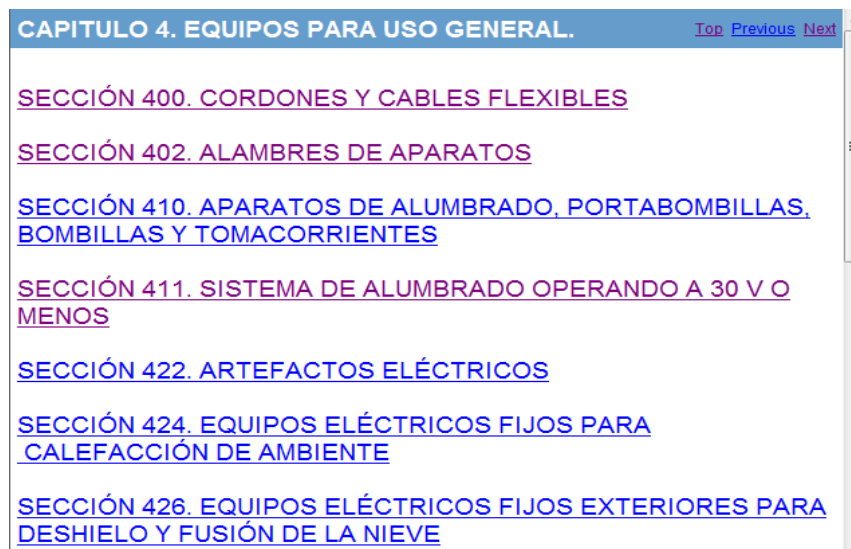 CAPITULO 4. EQUIPOS PARA USO GENERAL. Top Previous Next
SECCIÓN 400. CORDONES Y CABLES FLEXIBLES
SECCIÓN 402. ALAMBRES DE APARATOS
SECCIÓN 410. APARATOS DE ALUMBRADO, PORTABOMBILLAS,
BOMBILLAS Y TOMACORRIENTES
SECCIÓN 411. SISTEMA DE ALUMBRADO OPERANDO A 30 V O
MENOS
SECCIÓN 422. ARTEFACTOS ELÉCTRICOS
SECCIÓN 424. EQUIPOS ELÉCTRICOS FIJOS PARA
CALEFACCIÓN DE AMBIENTE
SECCIÓN 426. EQUIPOS ELÉCTRICOS FIJOS EXTERIORES PARA
DESHIELO Y FUSIÓN DE LA NIEVE